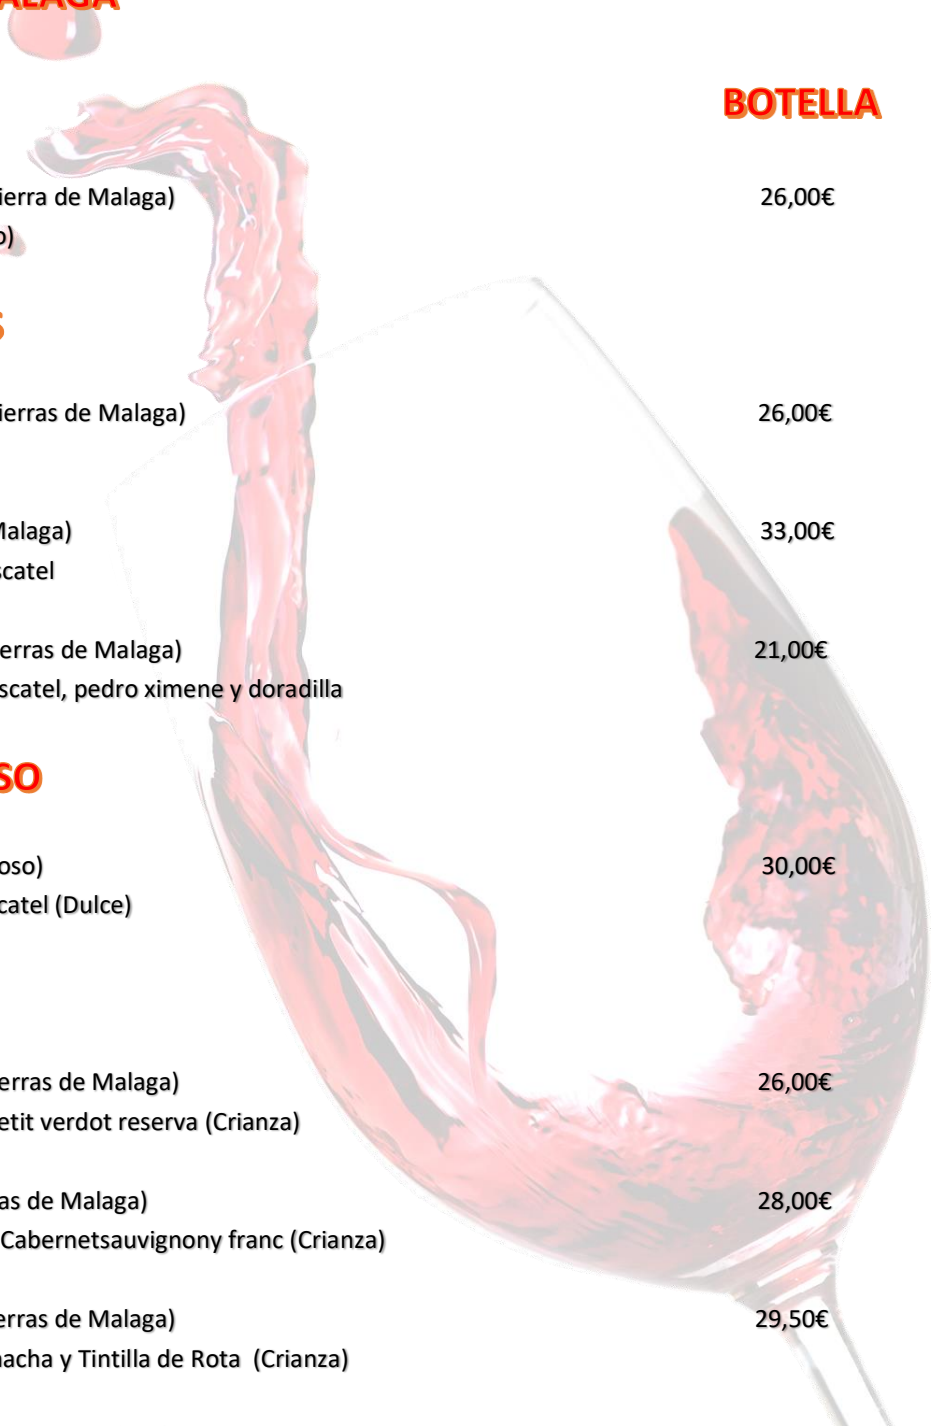 ALAGA
BOTELLA
ierra de Malaga) 26,00€
o)
S
ierras de Malaga) 26,00€
Malaga) 33,00€
scatel
erras de Malaga) 21,00€
scatel, pedro ximene y doradilla
SO
oso) 30,00€
catel (Dulce)
erras de Malaga) 26,00€
etit verdot reserva (Crianza)
as de Malaga) 28,00€
Cabernetsauvignony franc (Crianza)
erras de Malaga) 29,50€
nacha y Tintilla de Rota (Crianza)